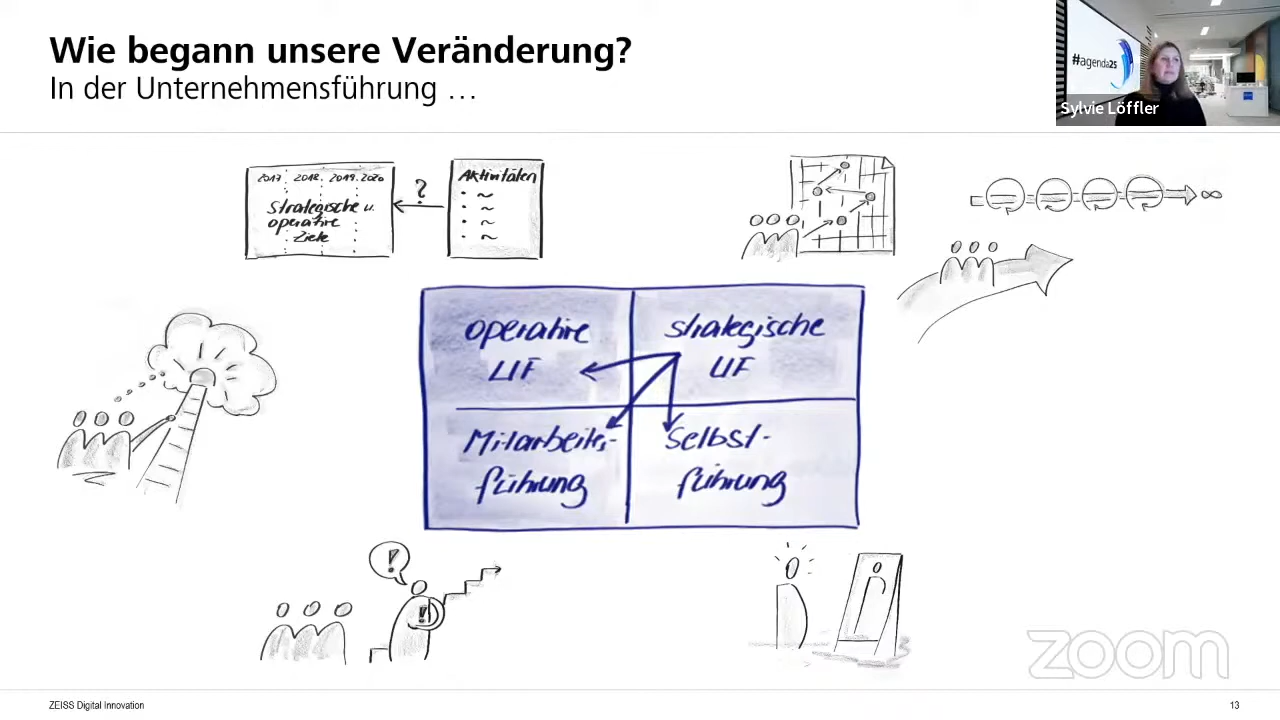 Wie begann unsere Veränderung?
In der Unternehmensführung …
#agenda25
Sylvie Löffler
2017 2018. 2019. 2020
Strategische u.
operative
Ziele
?
Aktivitäten
operative
UF
strategische
UF
Mitarbeiter-
führung
Selbst-
führung
!
!
zoom
ZEISS Digital Innovation
13